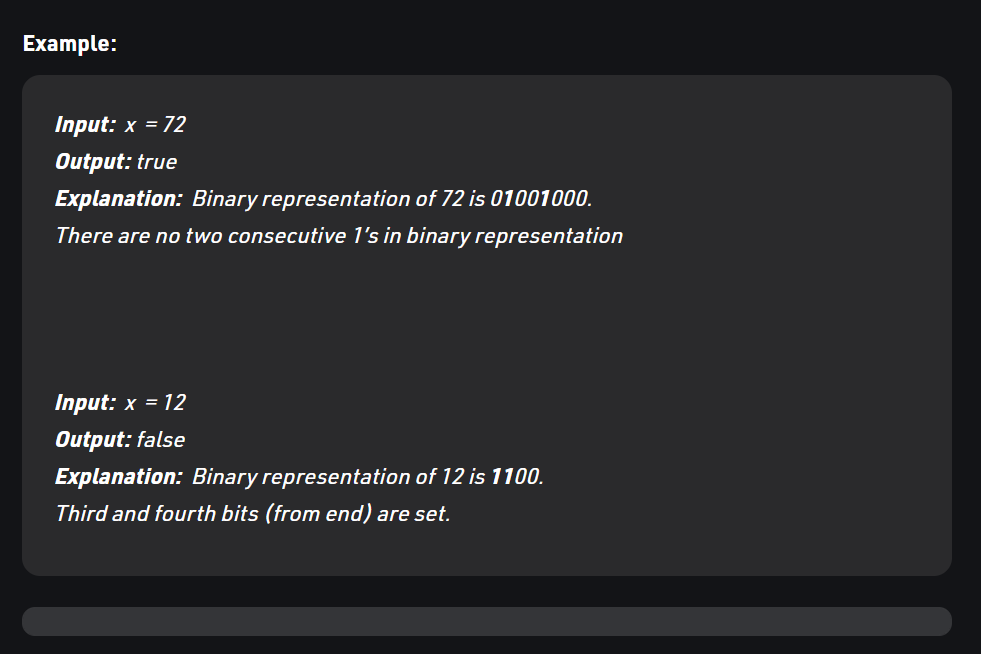 Example:
Input: x = 72
Output: true
Explanation: Binary representation of 72 is 01001000.
There are no two consecutive 1's in binary representation
Input: x = 12
Output: false
Explanation: Binary representation of 12 is 1100.
Third and fourth bits (from end) are set.